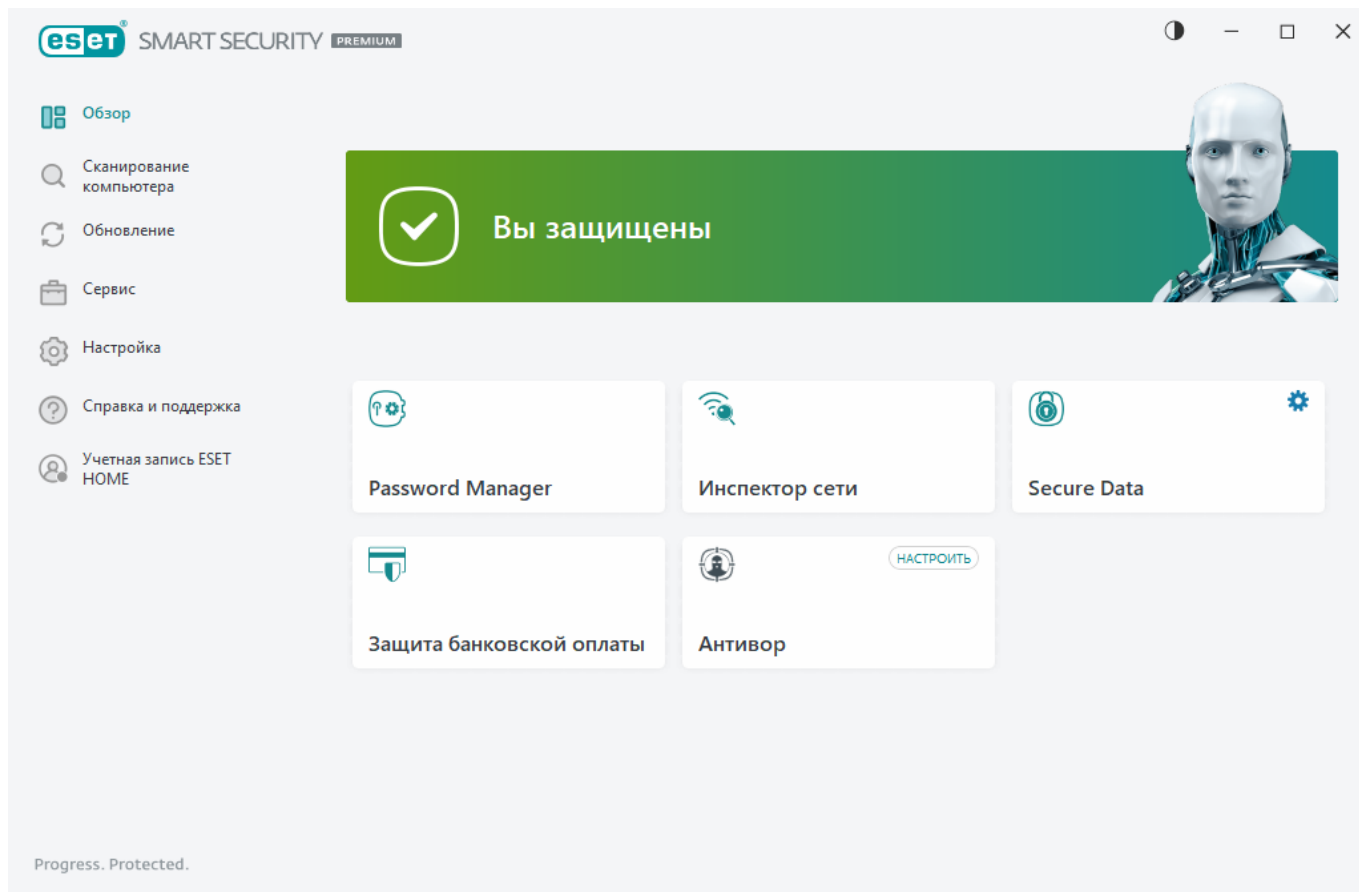 eset® SMART SECURITY PREMIUM
Обзор
Сканирование
компьютера
Обновление
Сервис
Настройка
Справка и поддержка
Учетная запись ESET
HOME
Вы защищены
Password Manager
Инспектор сети
Secure Data
Защита банковской оплаты
НАСТРОИТЬ
Антивор
Progress. Protected.